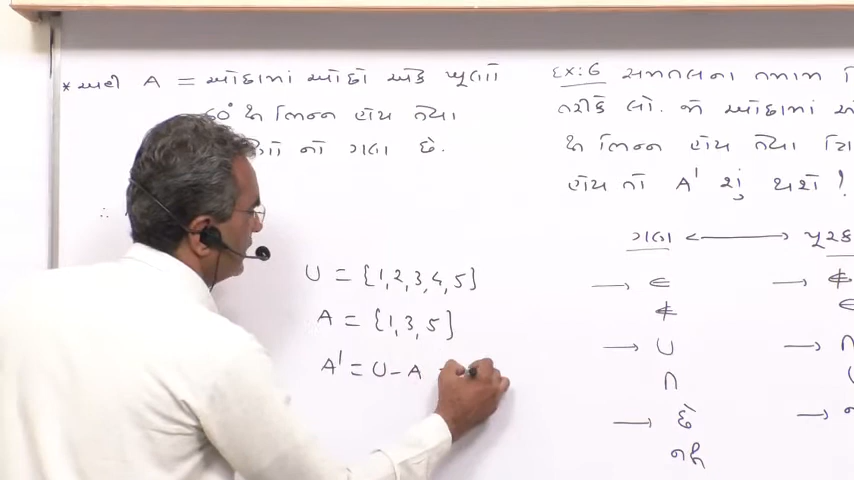 * અહી A = ઓછામાં ઓછો એક ખૂણો
60° થી ભિન્ન હોય તેવા
નો ગણ છે.
∴
U = {1,2,3,4,5}
A = {1,3,5}
A' = U - A
Ex:6 સમતલના તમામ
તરીકે લો. જો ઓછામાં
થી ભિન્ન હોય તેવા
હોય તો A' શું થશે !
ગણ <----> પૂરક
→ ∈ → ∉
∉ ∈
→ ∪ → ∩
∩
→ છે →
નહી